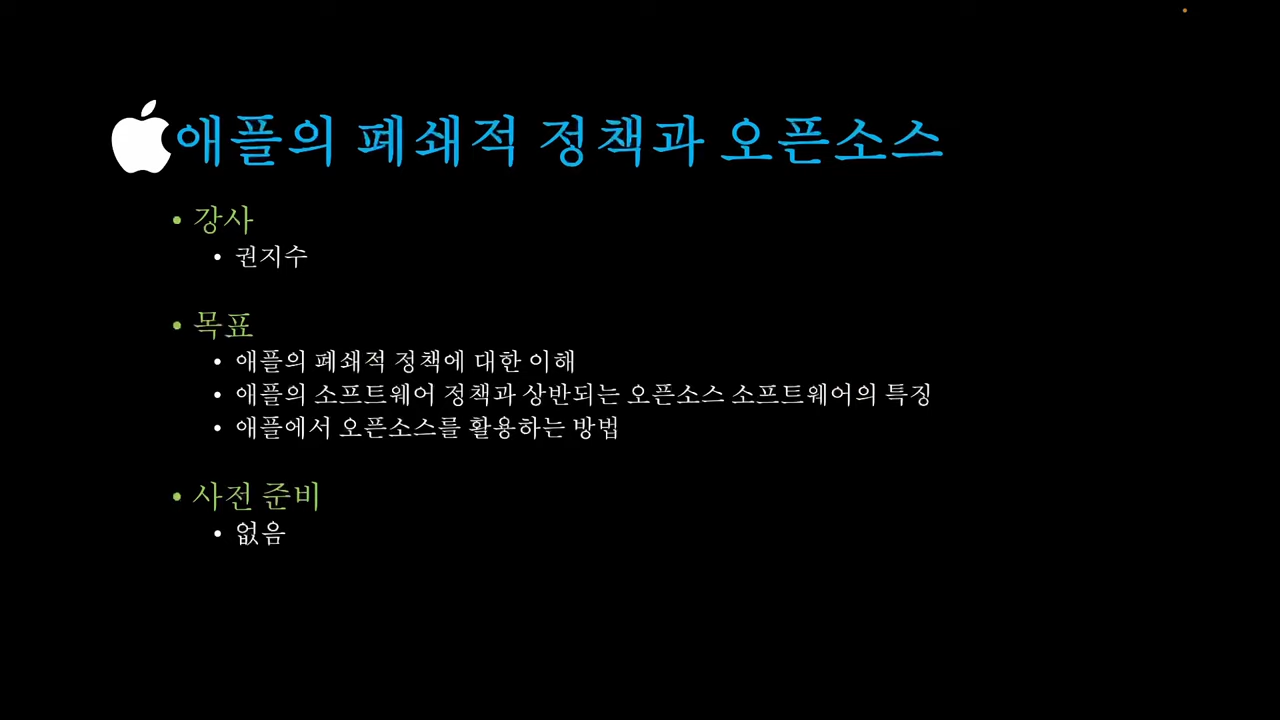 애플의 폐쇄적 정책과 오픈소스
• 강사
• 권지수
• 목표
• 애플의 폐쇄적 정책에 대한 이해
• 애플의 소프트웨어 정책과 상반되는 오픈소스 소프트웨어의 특징
• 애플에서 오픈소스를 활용하는 방법
• 사전 준비
• 없음